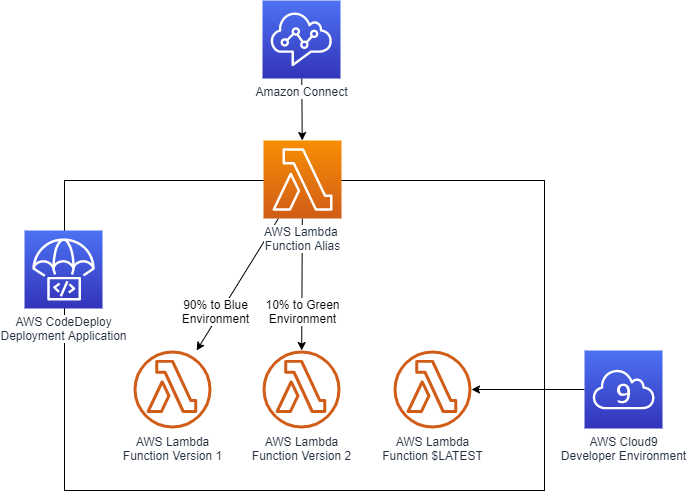 Amazon Connect
AWS Lambda
Function Alias
AWS CodeDeploy
Deployment Application
90% to Blue
Environment
10% to Green
Environment
AWS Lambda
Function Version 1
AWS Lambda
Function Version 2
AWS Lambda
Function $LATEST
9
AWS Cloud9
Developer Environment